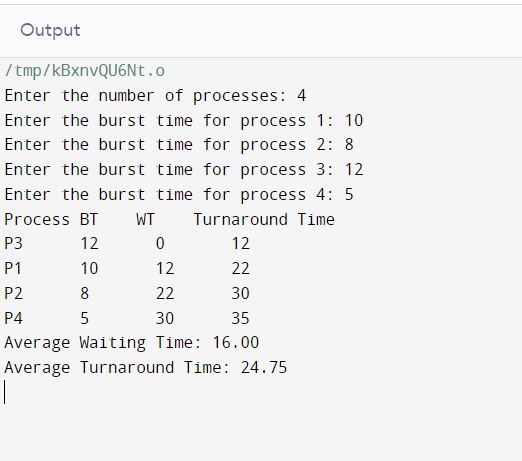 Output
/tmp/kBxnvQU6Nt.o
Enter the number of processes: 4
Enter the burst time for process 1: 10
Enter the burst time for process 2: 8
Enter the burst time for process 3: 12
Enter the burst time for process 4: 5
Process BT    WT    Turnaround Time
P3      12      0       12
P1      10      12      22
P2      8       22      30
P4      5       30      35
Average Waiting Time: 16.00
Average Turnaround Time: 24.75